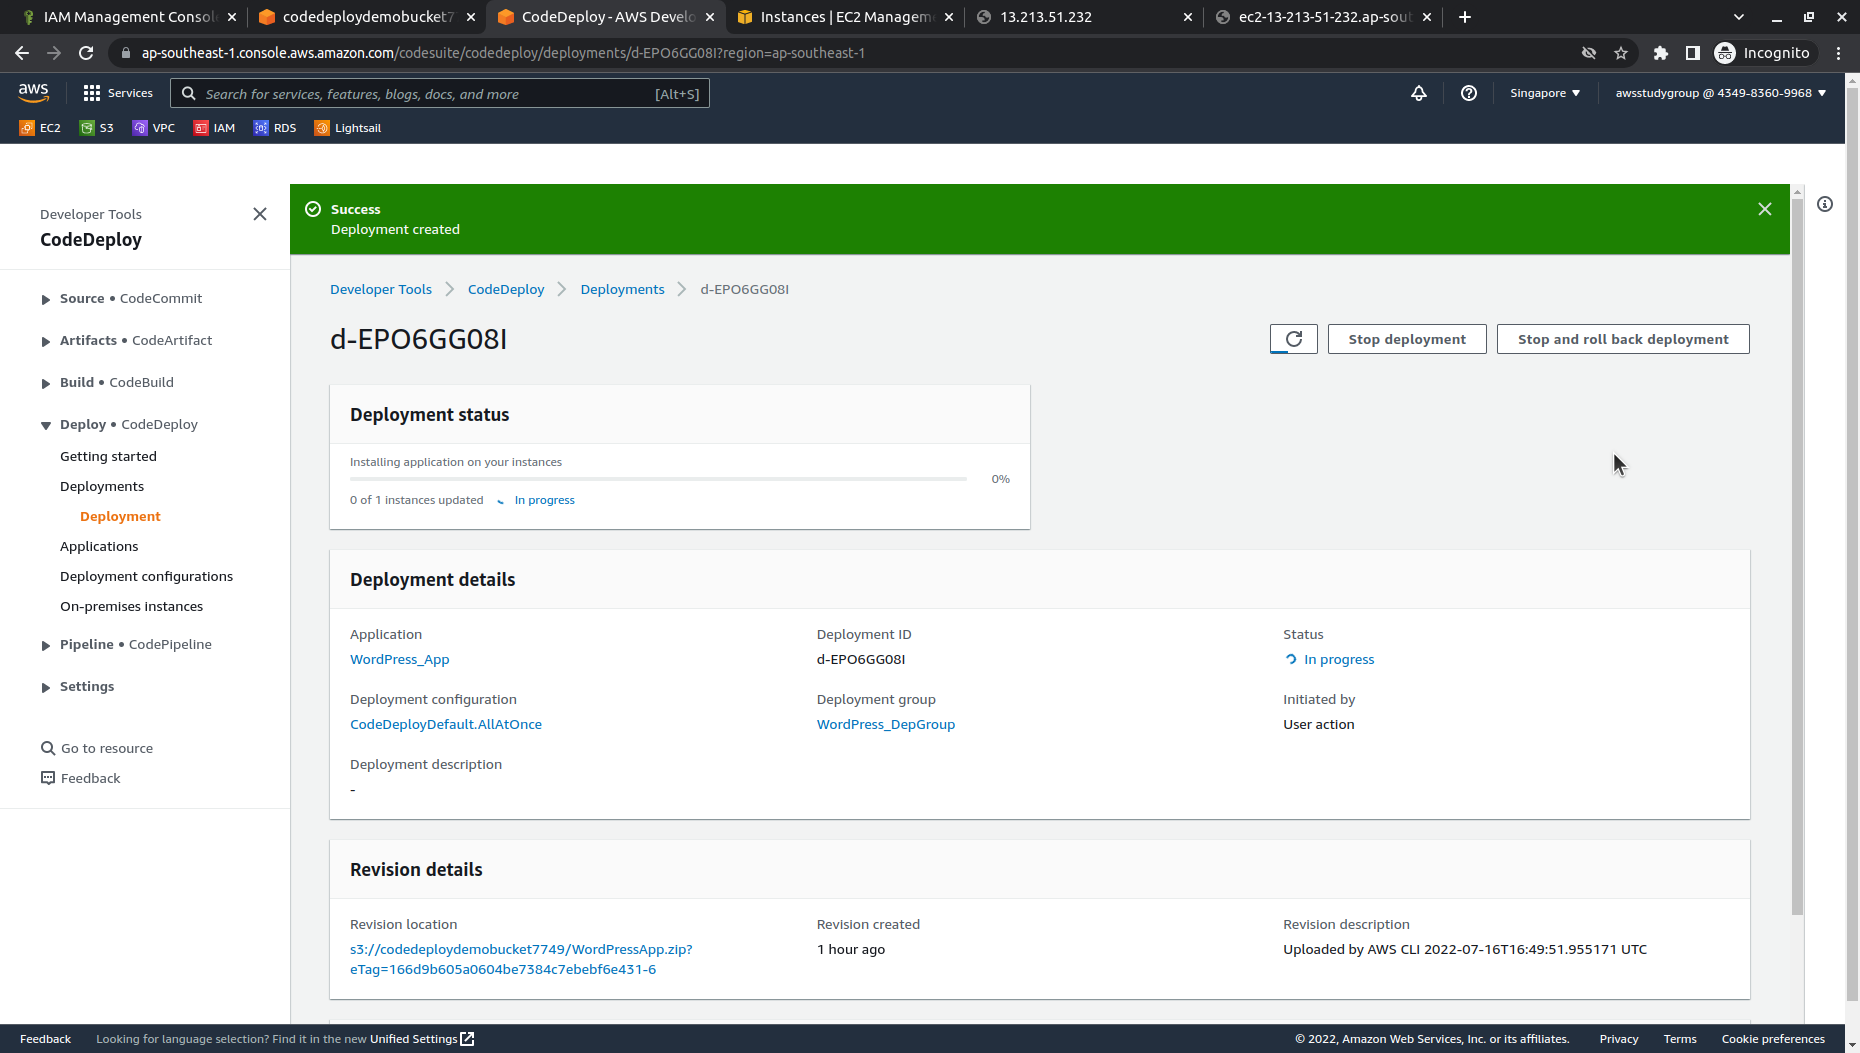 IAM Management Consol
codedeploydemobucket7
CodeDeploy - AWS Develo
Instances | EC2 Managem
13.213.51.232
ec2-13-213-51-232.ap-sout
ap-southeast-1.console.aws.amazon.com/codesuite/codedeploy/deployments/d-EPO6GG08I?region=ap-southeast-1
Incognito
aws
Services
Search for services, features, blogs, docs, and more
[Alt+S]
Singapore
awsstudygroup @ 4349-8360-9968
EC2
S3
VPC
IAM
RDS
Lightsail
Developer Tools
CodeDeploy
Source • CodeCommit
Artifacts • CodeArtifact
Build • CodeBuild
Deploy • CodeDeploy
Getting started
Deployments
Deployment
Applications
Deployment configurations
On-premises instances
Pipeline • CodePipeline
Settings
Go to resource
Feedback
Success
Deployment created
Developer Tools
CodeDeploy
Deployments
d-EPO6GG08I
d-EPO6GG08I
Stop deployment
Stop and roll back deployment
Deployment status
Installing application on your instances
0%
0 of 1 instances updated
In progress
Deployment details
Application
WordPress_App
Deployment ID
d-EPO6GG08I
Status
In progress
Deployment configuration
CodeDeployDefault.AllAtOnce
Deployment group
WordPress_DepGroup
Initiated by
User action
Deployment description
-
Revision details
Revision location
s3://codedeploydemobucket7749/WordPressApp.zip?
eTag=166d9b605a0604be7384c7ebebf6e431-6
Revision created
1 hour ago
Revision description
Uploaded by AWS CLI 2022-07-16T16:49:51.955171 UTC
Feedback
Looking for language selection? Find it in the new Unified Settings
© 2022, Amazon Web Services, Inc. or its affiliates.
Privacy
Terms
Cookie preferences